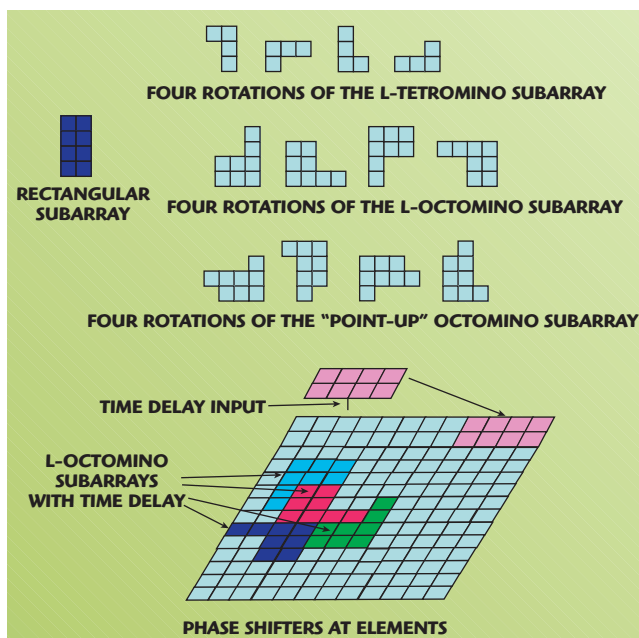 FOUR ROTATIONS OF THE L-TETROMINO SUBARRAY
RECTANGULAR
SUBARRAY
FOUR ROTATIONS OF THE L-OCTOMINO SUBARRAY
FOUR ROTATIONS OF THE "POINT-UP" OCTOMINO SUBARRAY
TIME DELAY INPUT
L-OCTOMINO
SUBARRAYS
WITH TIME DELAY
PHASE SHIFTERS AT ELEMENTS